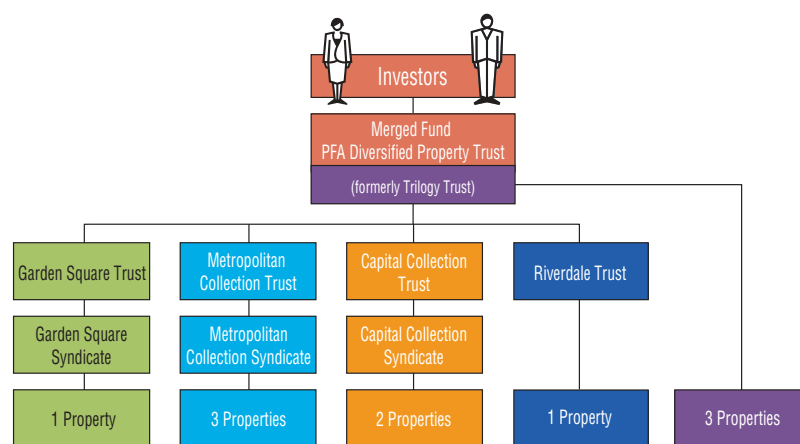 Investors
Merged Fund
PFA Diversified Property Trust
(formerly Trilogy Trust)
Garden Square Trust
Metropolitan
Collection Trust
Capital Collection
Trust
Riverdale Trust
Garden Square
Syndicate
Metropolitan
Collection Syndicate
Capital Collection
Syndicate
1 Property
3 Properties
2 Properties
1 Property
3 Properties